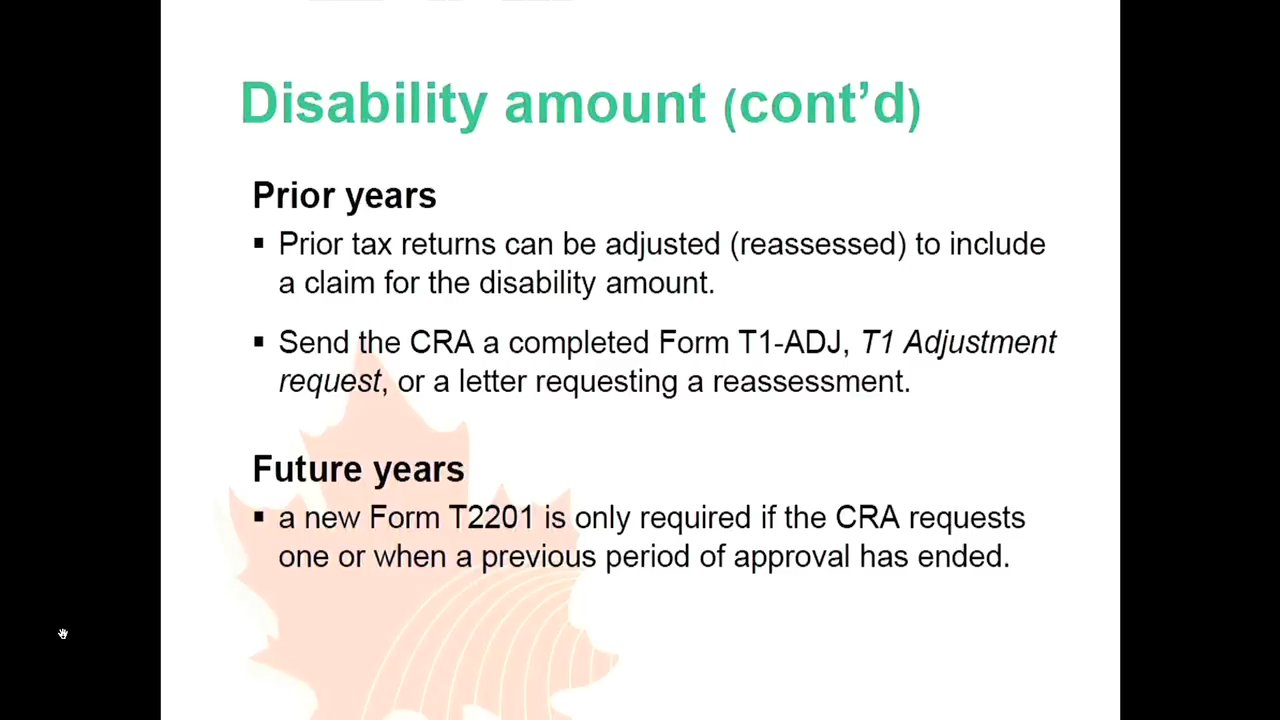 Disability amount (cont’d)
Prior years
▪ Prior tax returns can be adjusted (reassessed) to include
a claim for the disability amount.
▪ Send the CRA a completed Form T1-ADJ, T1 Adjustment
request, or a letter requesting a reassessment.
Future years
▪ a new Form T2201 is only required if the CRA requests
one or when a previous period of approval has ended.